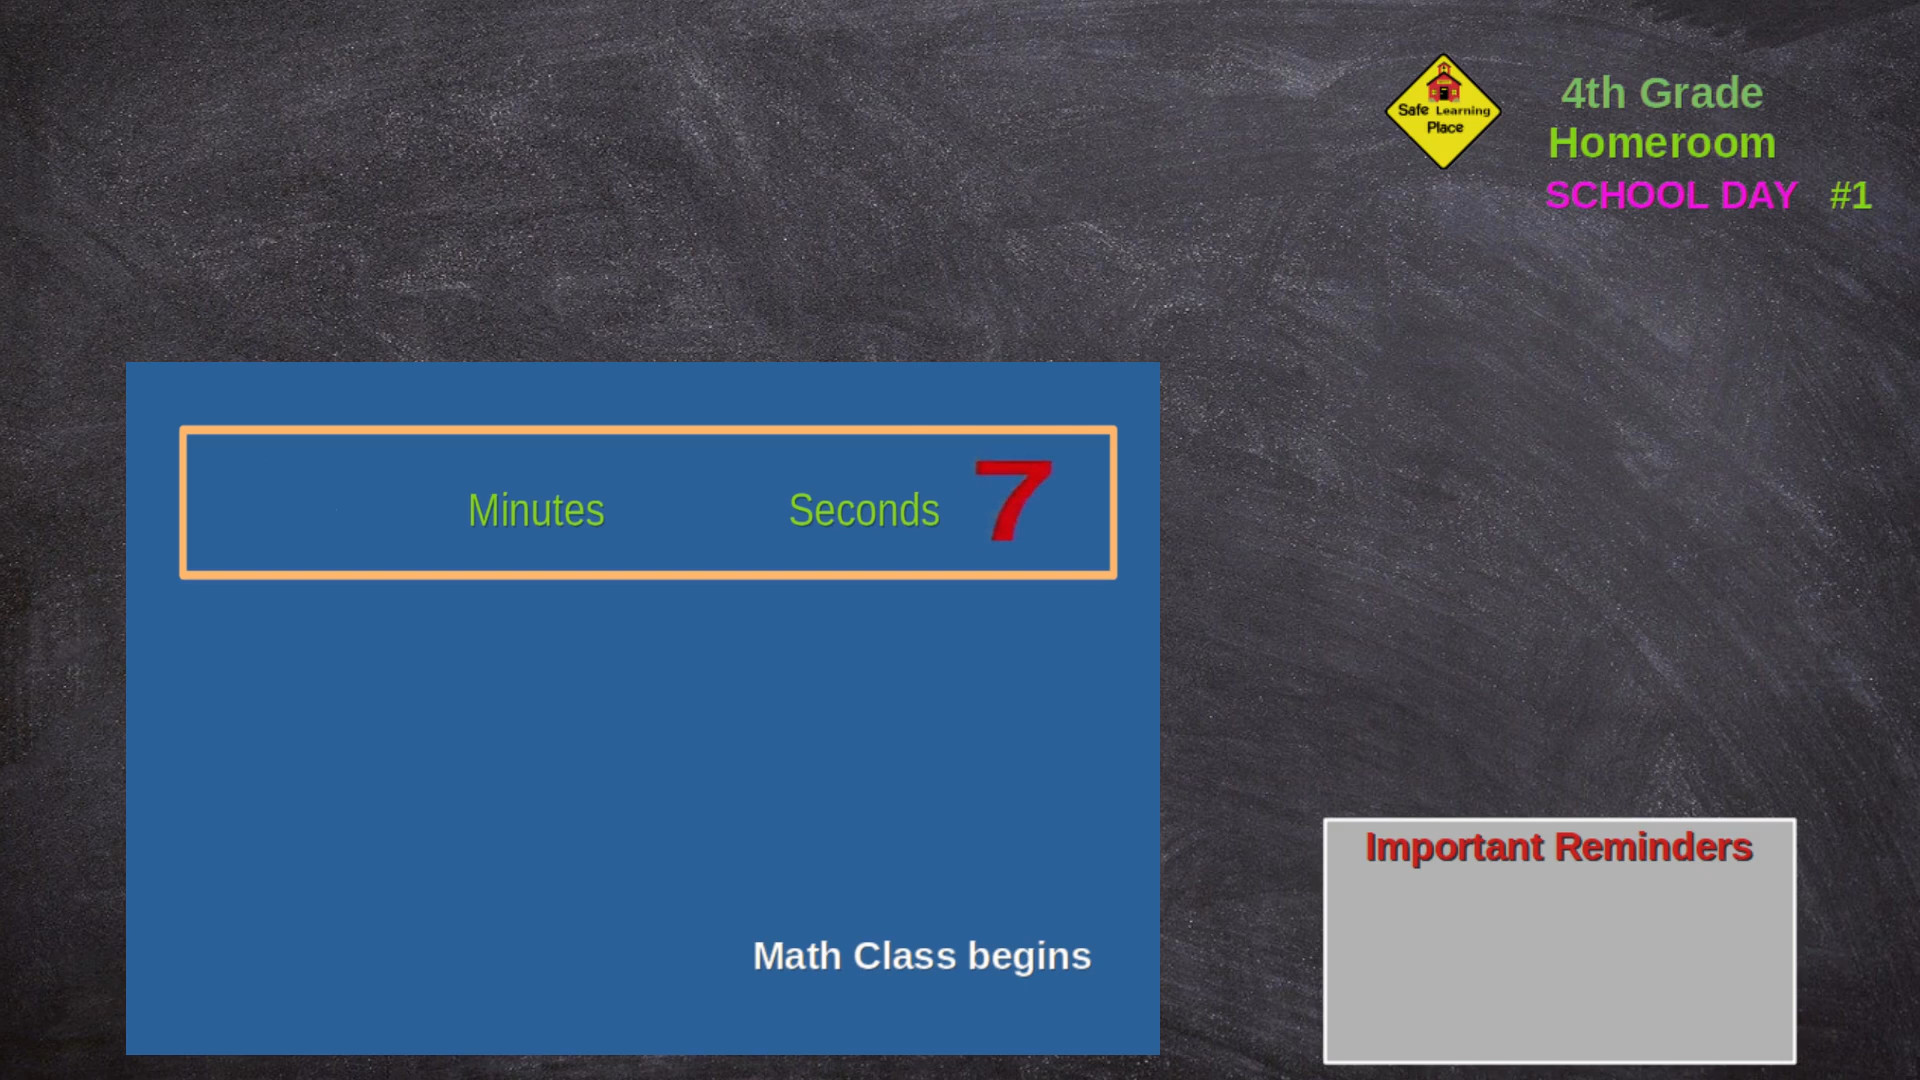 Safe Learning
Place
4th Grade
Homeroom
SCHOOL DAY #1
Minutes Seconds 7
Math Class begins
Important Reminders